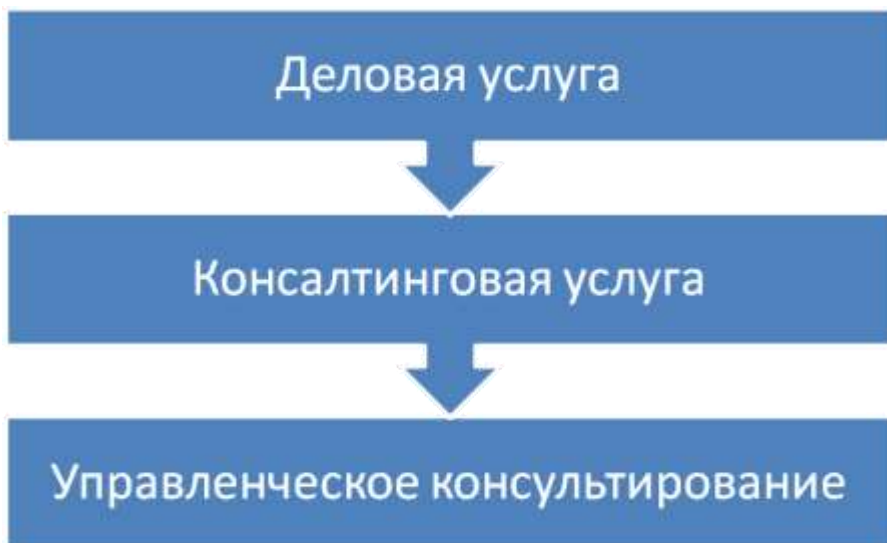 Деловая услуга
Консалтинговая услуга
Управленческое консультирование